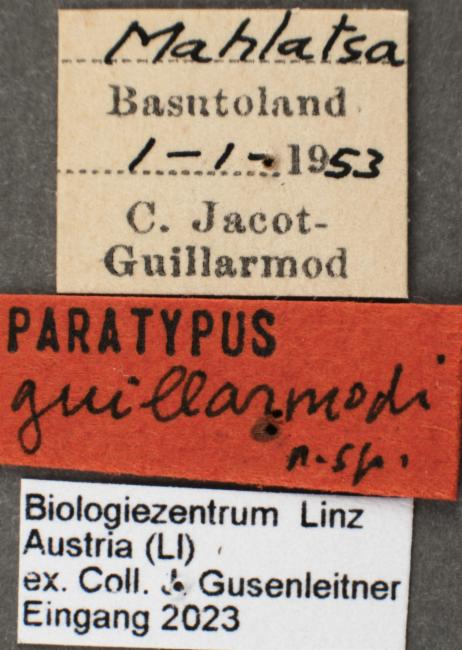 Mahlatsa
Basutoland
1-1-1953
C. Jacot-
Guillarmod
PARATYPUS
guillarmodi
n.sp.
Biologiezentrum Linz
Austria (LI)
ex. Coll. J. Gusenleitner
Eingang 2023